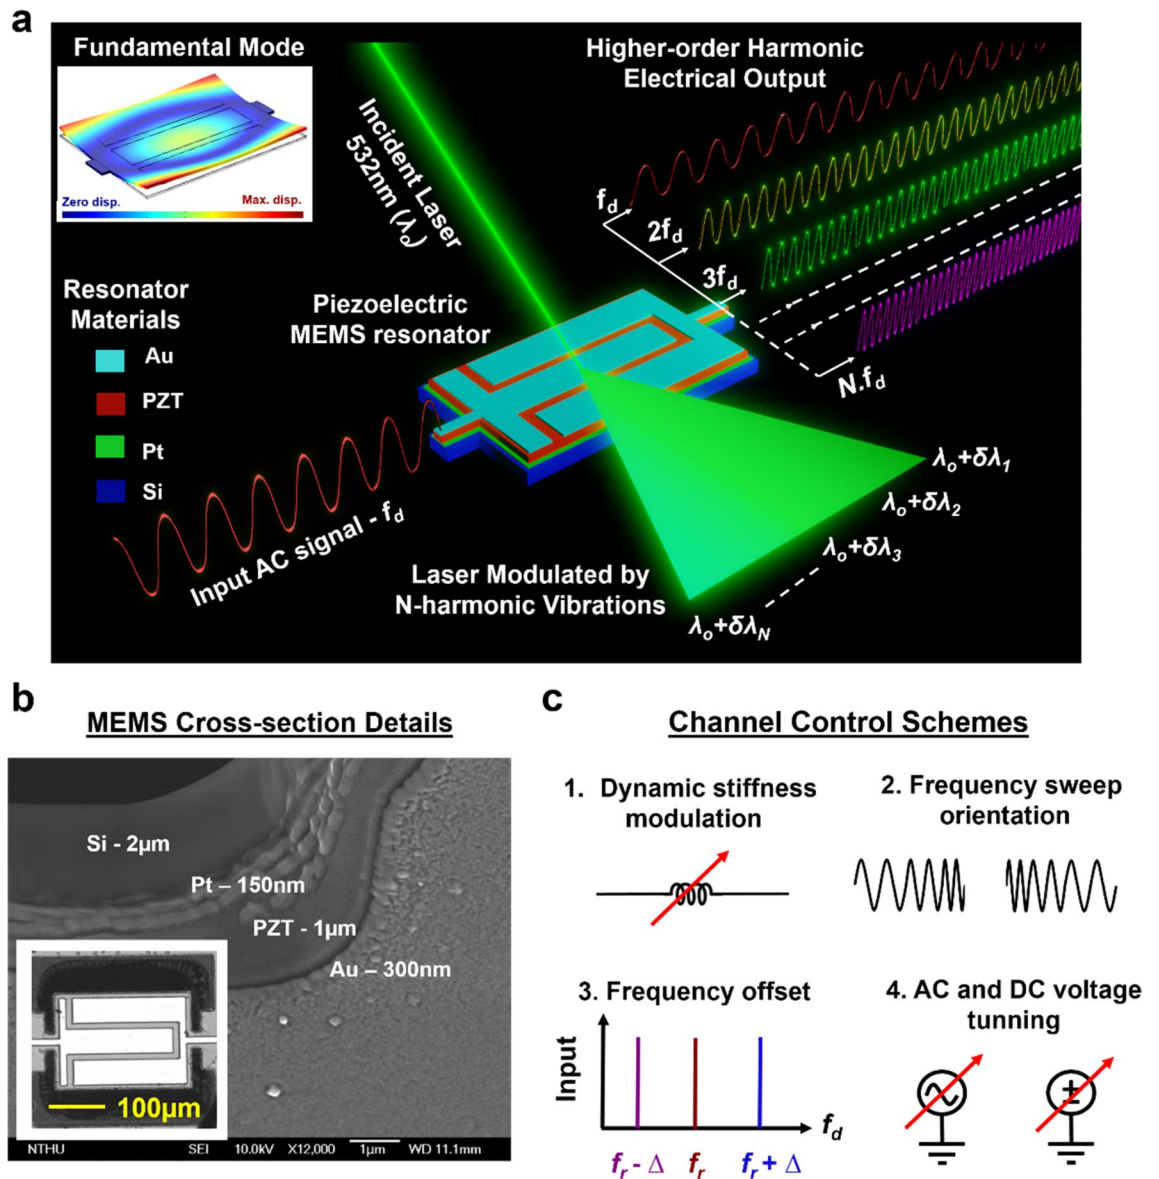 a
Fundamental Mode
Zero disp.
Max. disp.
Incident Laser
532nm (λo)
Higher-order Harmonic
Electrical Output
fd
2fd
3fd
N.fd
Resonator
Materials
Au
PZT
Pt
Si
Piezoelectric
MEMS resonator
Input AC signal - fd
Laser Modulated by
N-harmonic Vibrations
λo+δλ1
λo+δλ2
λo+δλ3
λo+δλN
b
MEMS Cross-section Details
Si - 2µm
Pt – 150nm
PZT - 1µm
Au – 300nm
100µm
NTHU SEI 10.0kV X12,000 1µm WD 11.1mm
c
Channel Control Schemes
1. Dynamic stiffness
modulation
2. Frequency sweep
orientation
3. Frequency offset
Input
fd
fr - Δ
fr
fr + Δ
4. AC and DC voltage
tunning